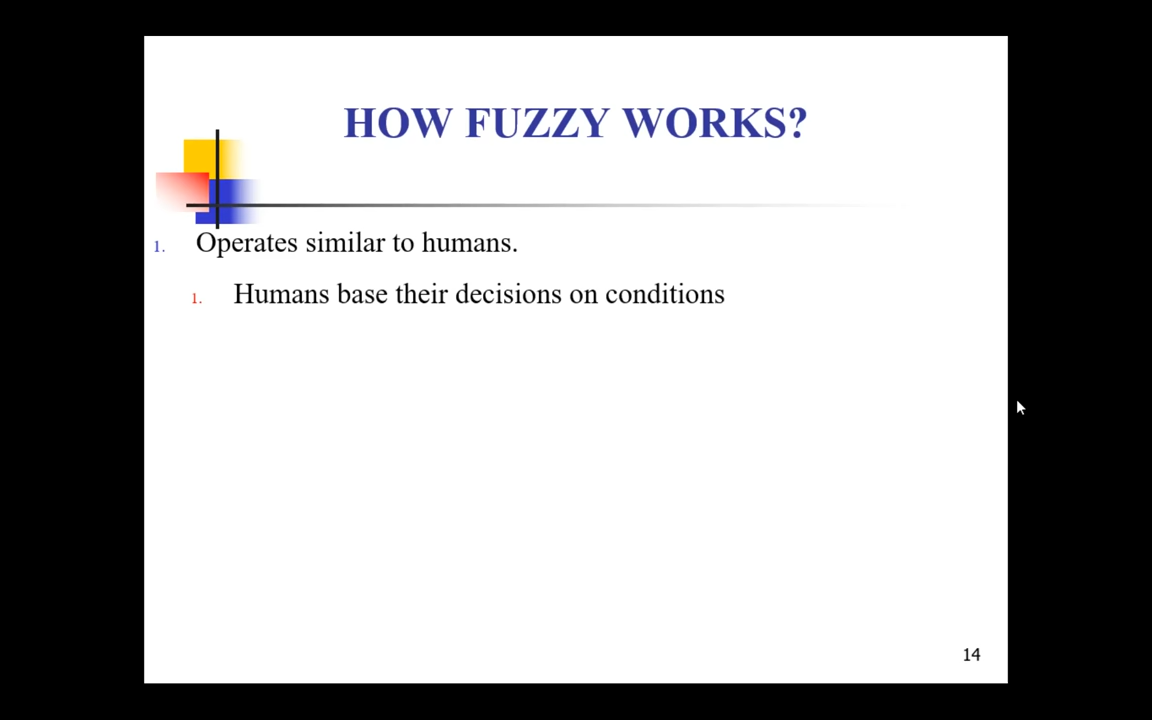 HOW FUZZY WORKS?
1. Operates similar to humans.
1. Humans base their decisions on conditions
14